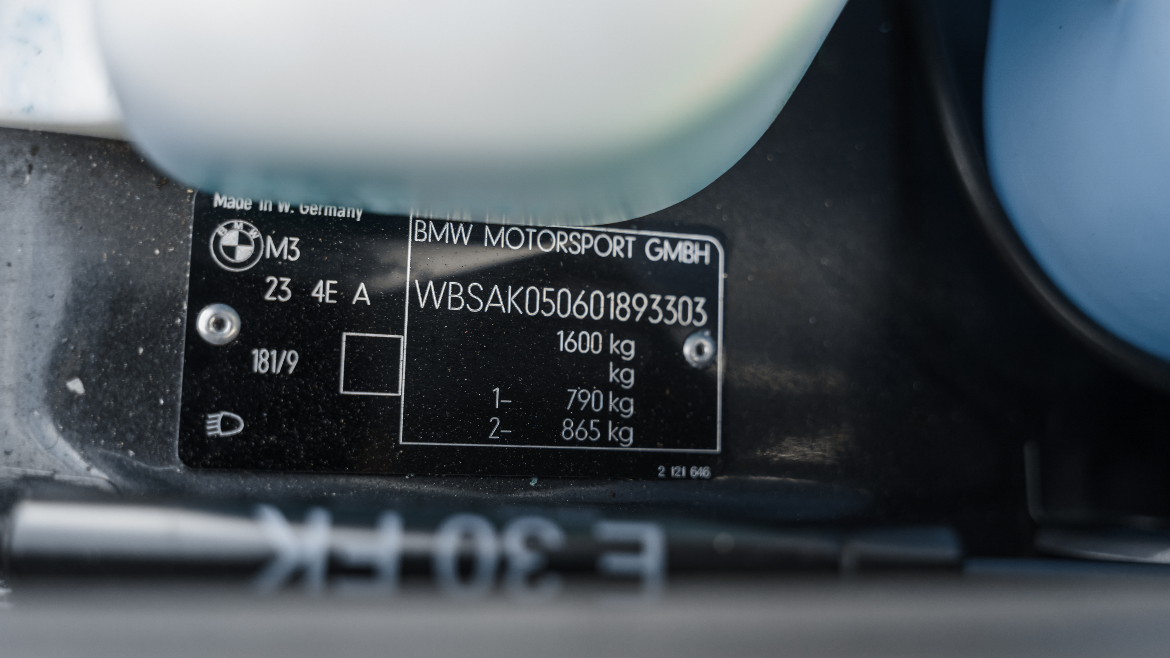 Made in W. Germany
BMW
M3
23 4E A
181/9
BMW MOTORSPORT GMBH
WBSAK050601893303
1600 kg
kg
1- 790 kg
2- 865 kg
2 121 646
E 30 FK